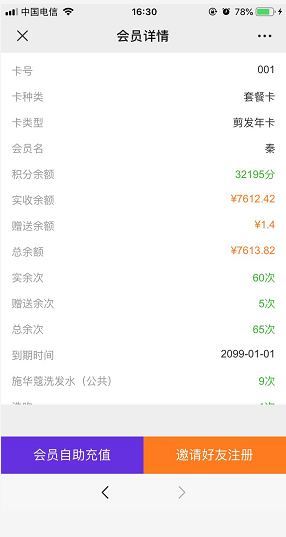 中国电信 16:30 78%
会员详情
卡号 001
卡种类 套餐卡
卡类型 剪发年卡
会员名 秦
积分余额 32195分
实收余额 ¥7612.42
赠送余额 ¥1.4
总余额 ¥7613.82
实余次 60次
赠送余次 5次
总余次 65次
到期时间 2099-01-01
施华蔻洗发水（公共） 9次
会员自助充值 邀请好友注册